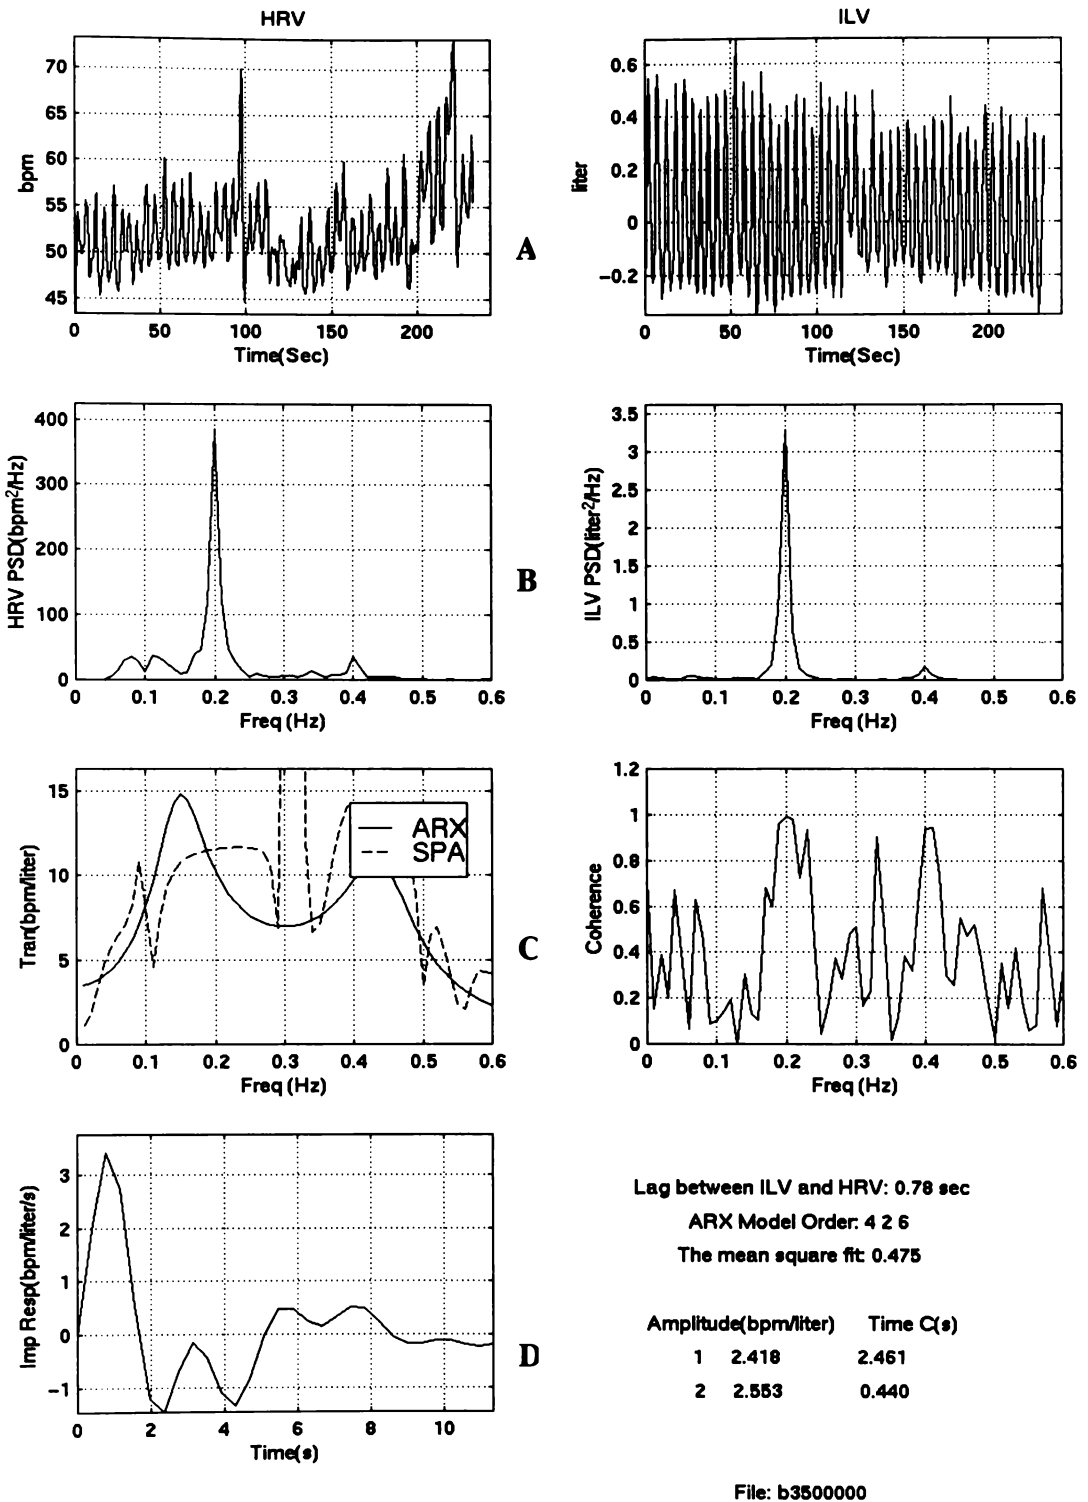 HRV
ILV
70
65
60
55
50
45
bpm
0 50 100 150 200
Time(Sec)
A
0.6
0.4
0.2
0
−0.2
liter
0 50 100 150 200
Time(Sec)
400
300
200
100
0
HRV PSD(bpm²/Hz)
0 0.1 0.2 0.3 0.4 0.5 0.6
Freq (Hz)
B
3.5
3
2.5
2
1.5
1
0.5
0
ILV PSD(liter²/Hz)
0 0.1 0.2 0.3 0.4 0.5 0.6
Freq (Hz)
15
10
5
0
Tran(bpm/liter)
ARX
SPA
0 0.1 0.2 0.3 0.4 0.5 0.6
Freq (Hz)
C
1.2
1
0.8
0.6
0.4
0.2
0
Coherence
0 0.1 0.2 0.3 0.4 0.5 0.6
Freq (Hz)
3
2
1
0
−1
Imp Resp(bpm/liter/s)
0 2 4 6 8 10
Time(s)
D
Lag between ILV and HRV: 0.78 sec
ARX Model Order: 4 2 6
The mean square fit: 0.475
Amplitude(bpm/liter) Time C(s)
1 2.418 2.461
2 2.553 0.440
File: b3500000